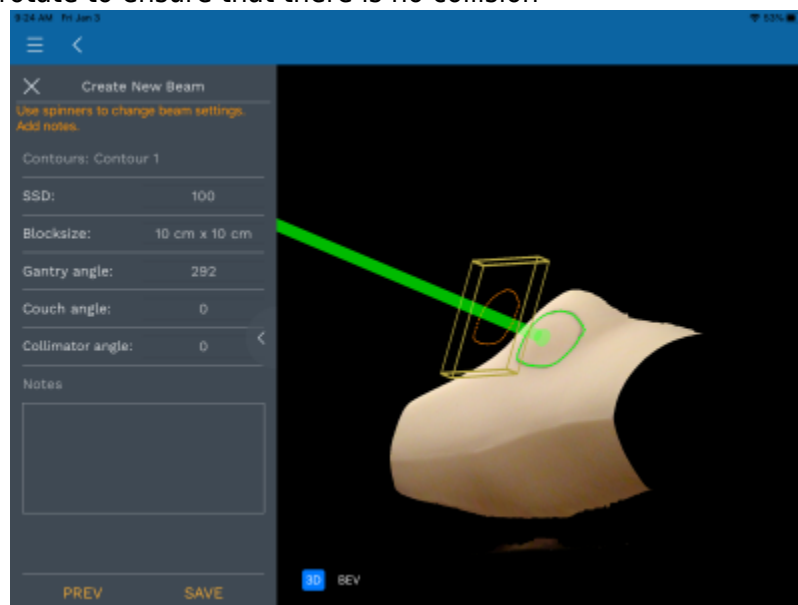 rotate to ensure that there is no collision
9:24 AM Fri Jan 3
53%
Create New Beam
Use spinners to change beam settings.
Add notes.
Contours: Contour 1
SSD: 100
Blocksize: 10 cm x 10 cm
Gantry angle: 292
Couch angle: 0
Collimator angle: 0
Notes
3D BEV
PREV SAVE